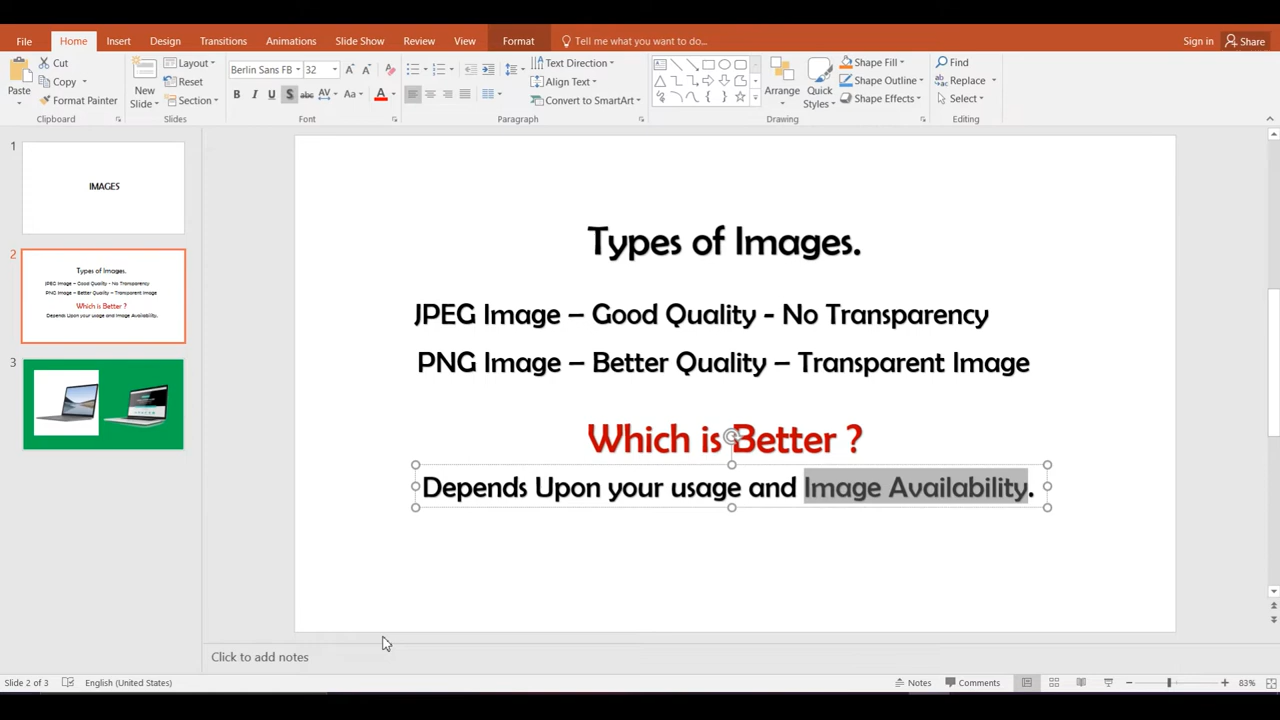 File Home Insert Design Transitions Animations Slide Show Review View Format Tell me what you want to do... Sign in Share
Paste Cut Copy Format Painter Clipboard
New Slide Layout Reset Section Slides
Berlin Sans FB 32
B I U S abc AV Aa A Font
Text Direction Align Text Convert to SmartArt Paragraph
Arrange Quick Styles Shape Fill Shape Outline Shape Effects Drawing
Find Replace Select Editing
1
IMAGES
2
Types of Images.
JPEG Image – Good Quality - No Transparency
PNG Image – Better Quality – Transparent Image
Which is Better ?
Depends Upon your usage and Image Availability.
3
Types of Images.
JPEG Image – Good Quality - No Transparency
PNG Image – Better Quality – Transparent Image
Which is Better ?
Depends Upon your usage and Image Availability.
Click to add notes
Slide 2 of 3 English (United States) Notes Comments 83%